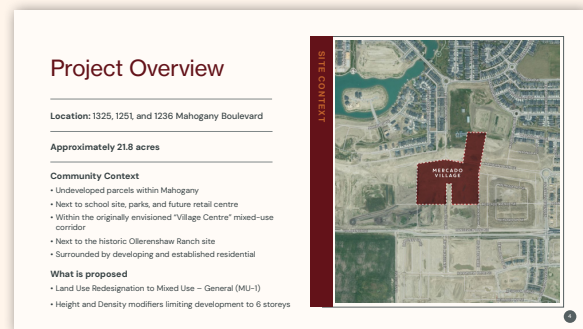 Project Overview
Location: 1325, 1251, and 1236 Mahogany Boulevard
Approximately 21.8 acres
Community Context
• Undeveloped parcels within Mahogany
• Next to school site, parks, and future retail centre
• Within the originally envisioned “Village Centre” mixed-use
corridor
• Next to the historic Ollerenshaw Ranch site
• Surrounded by developing and established residential
What is proposed
• Land Use Redesignation to Mixed Use – General (MU-1)
• Height and Density modifiers limiting development to 6 storeys
SITE CONTEXT
MERCADO
VILLAGE
4